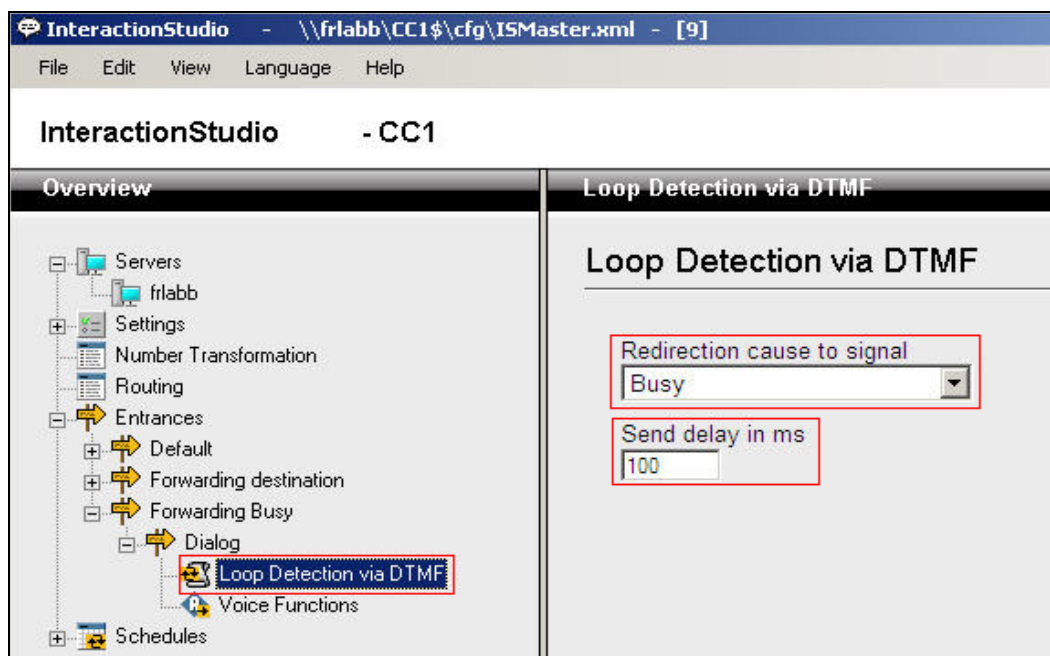 InteractionStudio - \\frlabb\CC1$\cfg\ISMaster.xml - [9]
File Edit View Language Help
InteractionStudio - CC1
Overview
Servers
frlabb
Settings
Number Transformation
Routing
Entrances
Default
Forwarding destination
Forwarding Busy
Dialog
Loop Detection via DTMF
Voice Functions
Schedules
Loop Detection via DTMF
Loop Detection via DTMF
Redirection cause to signal
Busy
Send delay in ms
100